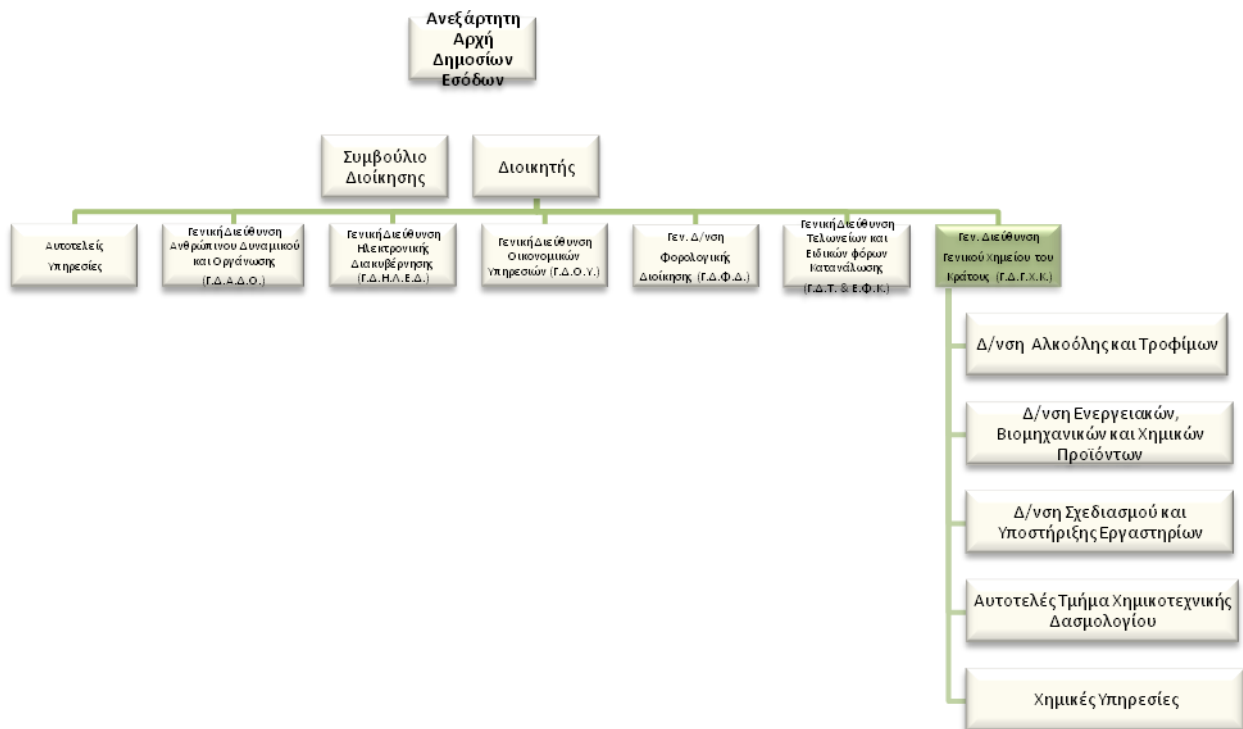 Ανεξάρτητη
Αρχή
Δημοσίων
Εσόδων
Συμβούλιο
Διοίκησης
Διοικητής
Αυτοτελείς
Υπηρεσίες
Γενική Διεύθυνση
Ανθρώπινου Δυναμικού
και Οργάνωσης
(Γ.Δ.Α.Δ.Ο.)
Γενική Διεύθυνση
Ηλεκτρονικής
Διακυβέρνησης
(Γ.Δ.Η.Λ.Ε.Δ.)
Γενική Διεύθυνση
Οικονομικών
Υπηρεσιών (Γ.Δ.Ο.Υ.)
Γεν. Δ/νση
Φορολογικής
Διοίκησης (Γ.Δ.Φ.Δ.)
Γενική Διεύθυνση
Τελωνείων και
Ειδικών φόρων
Κατανάλωσης
(Γ.Δ.Τ. & Ε.Φ.Κ.)
Γεν. Διεύθυνση
Γενικού Χημείου του
Κράτους (Γ.Δ.Γ.Χ.Κ.)
Δ/νση Αλκοόλης και Τροφίμων
Δ/νση Ενεργειακών,
Βιομηχανικών και Χημικών
Προϊόντων
Δ/νση Σχεδιασμού και
Υποστήριξης Εργαστηρίων
Αυτοτελές Τμήμα Χημικοτεχνικής
Δασμολογίου
Χημικές Υπηρεσίες